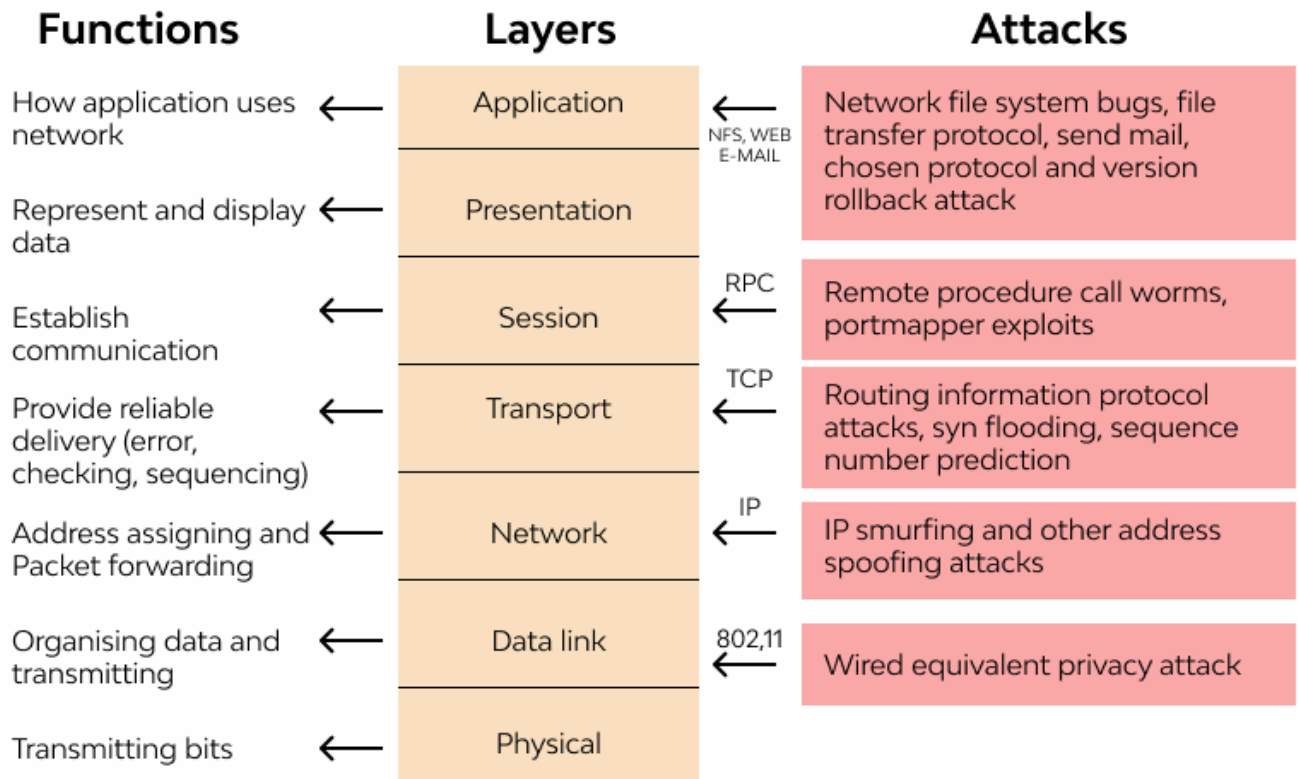 Functions
Layers
Attacks
How application uses
network
Application
NFS, WEB
E-MAIL
Network file system bugs, file
transfer protocol, send mail,
chosen protocol and version
rollback attack
Represent and display
data
Presentation
Establish
communication
Session
RPC
Remote procedure call worms,
portmapper exploits
Provide reliable
delivery (error,
checking, sequencing)
Transport
TCP
Routing information protocol
attacks, syn flooding, sequence
number prediction
Address assigning and
Packet forwarding
Network
IP
IP smurfing and other address
spoofing attacks
Organising data and
transmitting
Data link
802,11
Wired equivalent privacy attack
Transmitting bits
Physical